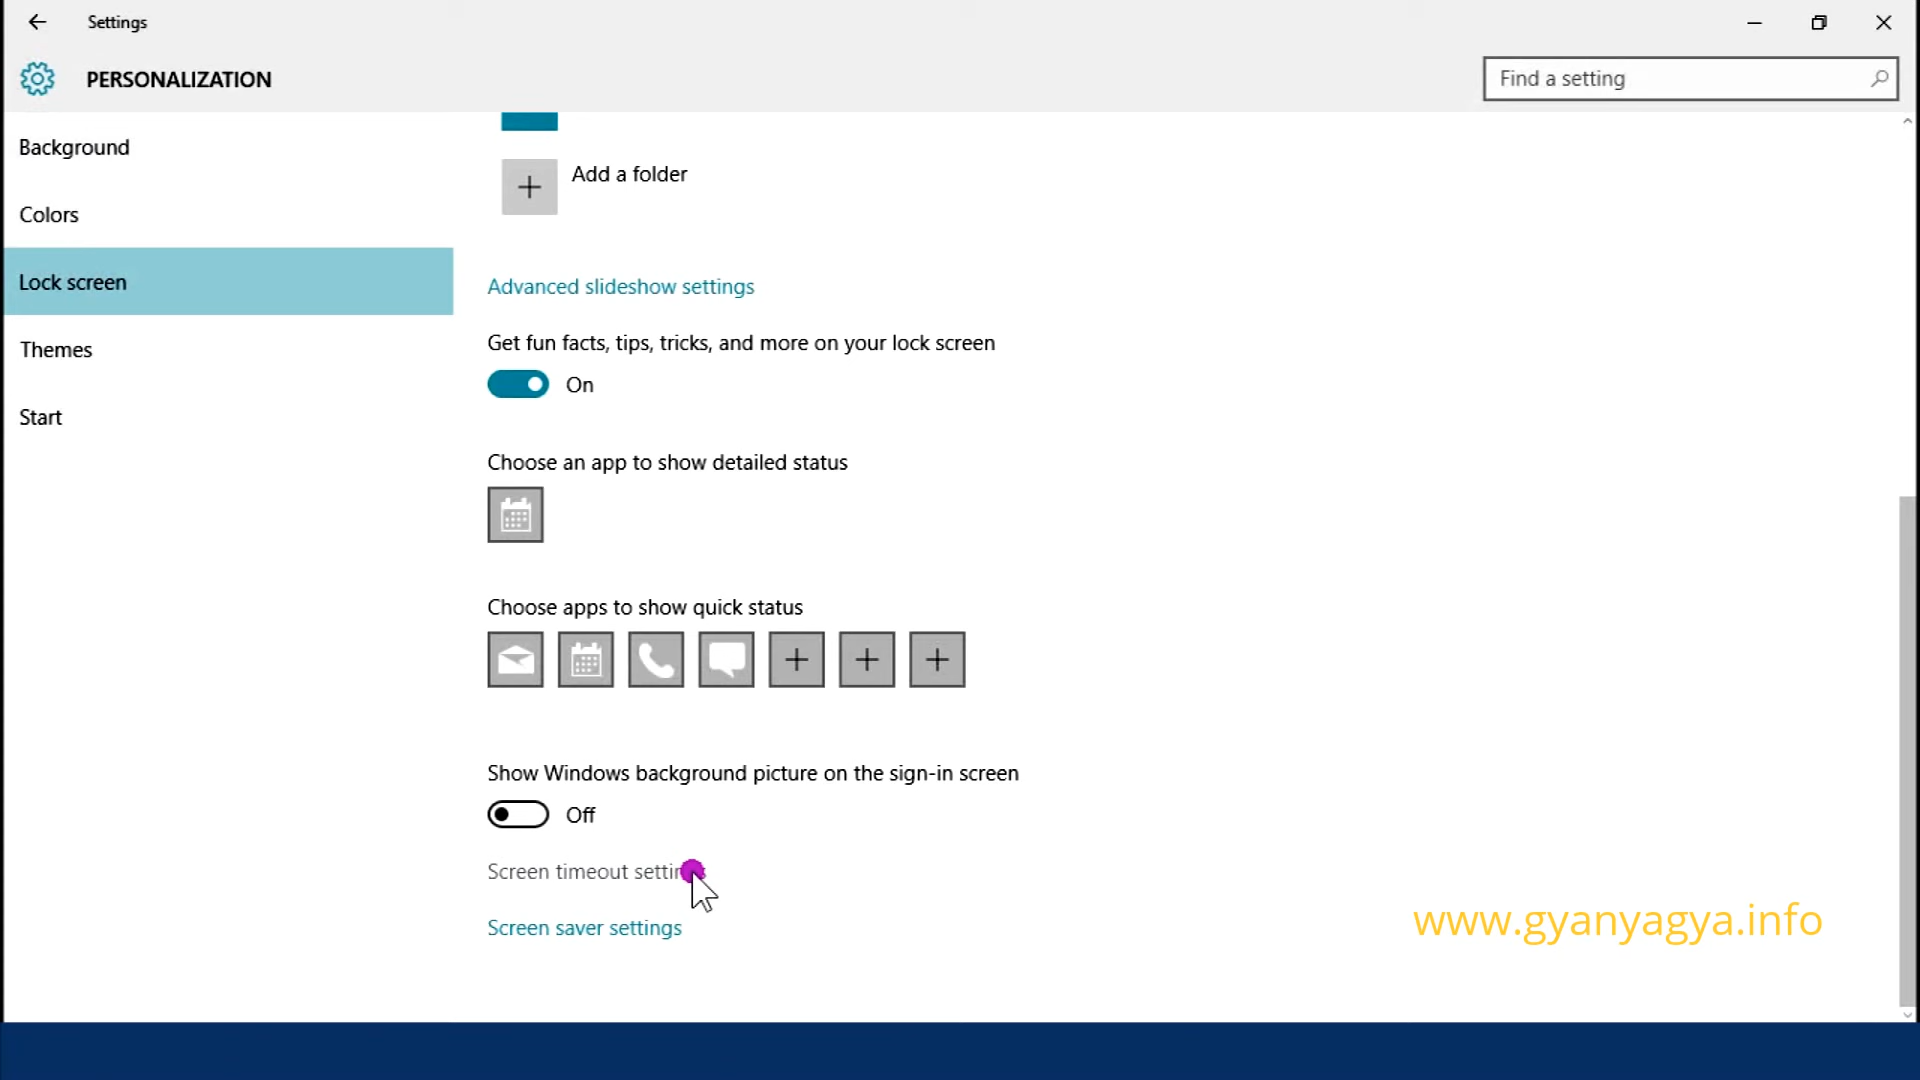 Settings
PERSONALIZATION
Find a setting
Background
Colors
Lock screen
Themes
Start
Add a folder
Advanced slideshow settings
Get fun facts, tips, tricks, and more on your lock screen
On
Choose an app to show detailed status
Choose apps to show quick status
Show Windows background picture on the sign-in screen
Off
Screen timeout
Screen saver settings
www.gyanyagya.info